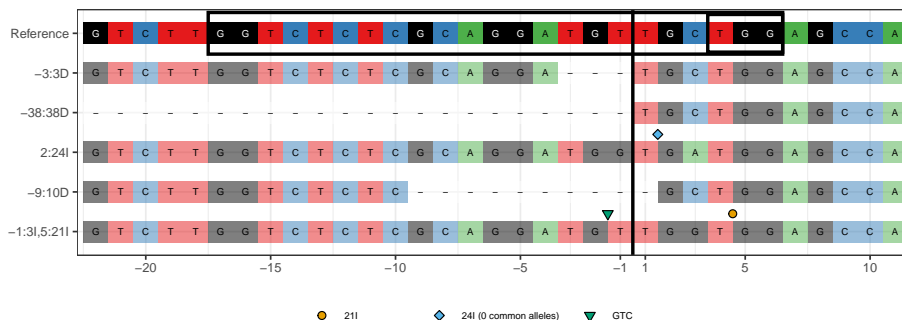 Reference G T C T T G G T C T C T C G C A G G A T G T T G C T G G A G C C A
−3:3D G T C T T G G T C T C T C G C A G G A - - - T G C T G G A G C C A
−38:38D - - - - - - - - - - - - - - - - - - - - - - T G C T G G A G C C A
2:24I G T C T T G G T C T C T C G C A G G A T G G T G A T G G A G C C A
−9:10D G T C T T G G T C T C T C - - - - - - - - - - G C T G G A G C C A
−1:3I,5:21I G T C T T G G T C T C T C G C A G G A T G T T G G T G G A G C C A
−20 −15 −10 −5 −1 1 5 10
21I 24I (0 common alleles) GTC